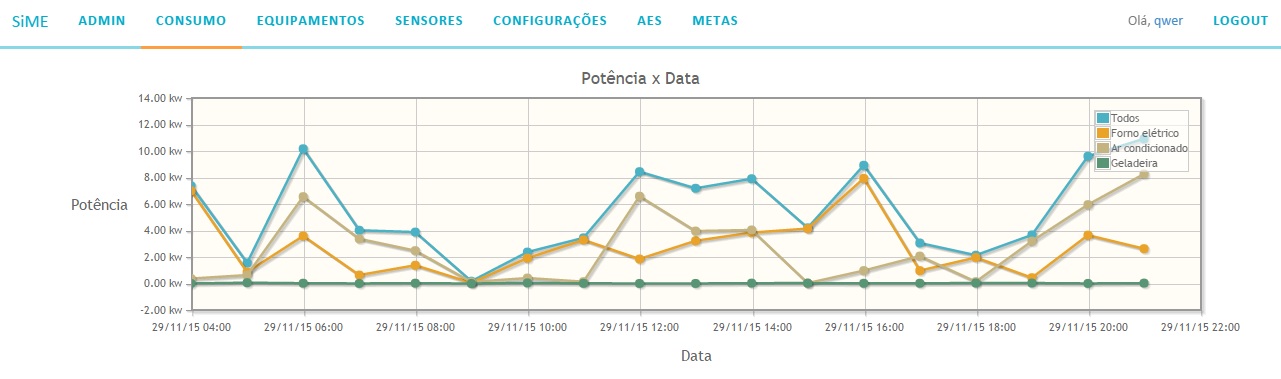 SiME ADMIN CONSUMO EQUIPAMENTOS SENSORES CONFIGURAÇÕES AES METAS Olá, qwer LOGOUT
Potência x Data
14.00 kw
12.00 kw
10.00 kw
8.00 kw
6.00 kw
4.00 kw
2.00 kw
0.00 kw
-2.00 kw
Potência
Todos
Forno elétrico
Ar condicionado
Geladeira
29/11/15 04:00 29/11/15 06:00 29/11/15 08:00 29/11/15 10:00 29/11/15 12:00 29/11/15 14:00 29/11/15 16:00 29/11/15 18:00 29/11/15 20:00 29/11/15 22:00
Data